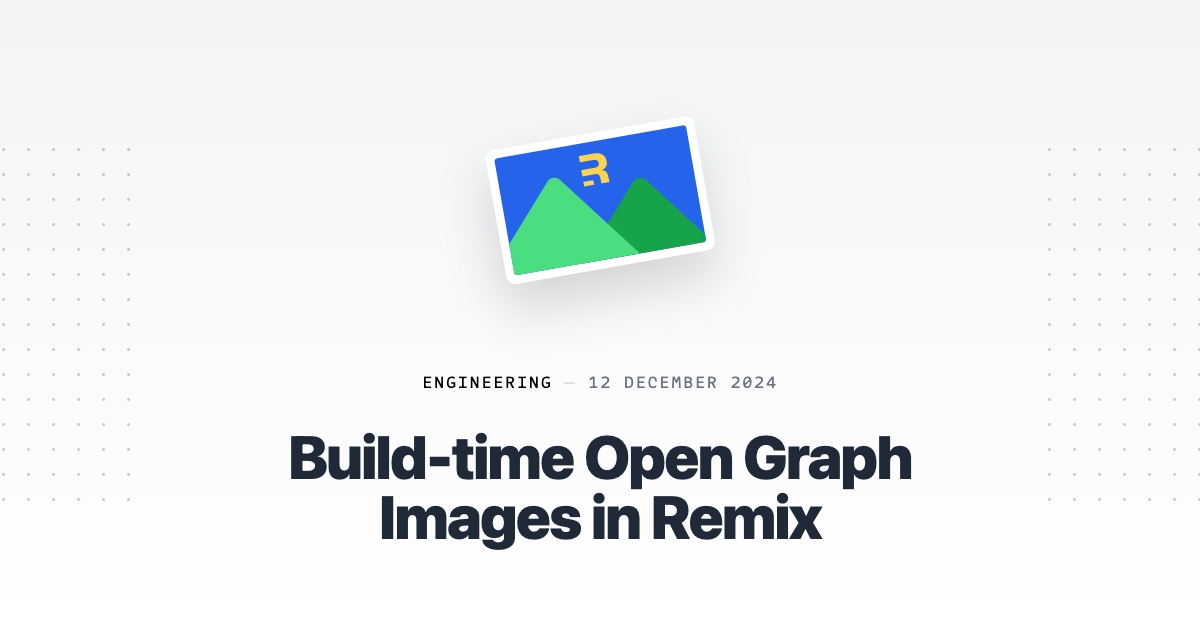 R
ENGINEERING — 12 DECEMBER 2024
Build-time Open Graph
Images in Remix